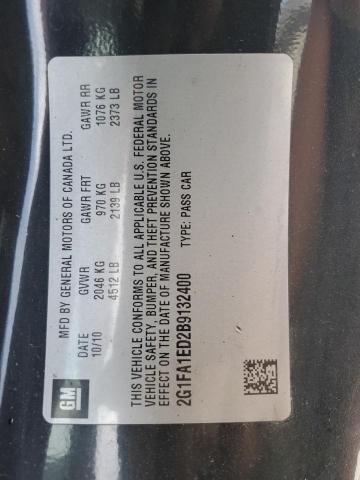 MFD BY GENERAL MOTORS OF CANADA LTD.
DATE GVWR GAWR FRT GAWR RR
10/10 2046 KG 970 KG 1076 KG
4512 LB 2139 LB 2373 LB
THIS VEHICLE CONFORMS TO ALL APPLICABLE U.S. FEDERAL MOTOR
VEHICLE SAFETY, BUMPER, AND THEFT PREVENTION STANDARDS IN
EFFECT ON THE DATE OF MANUFACTURE SHOWN ABOVE.
2G1FA1ED2B9132400 TYPE: PASS CAR
GM